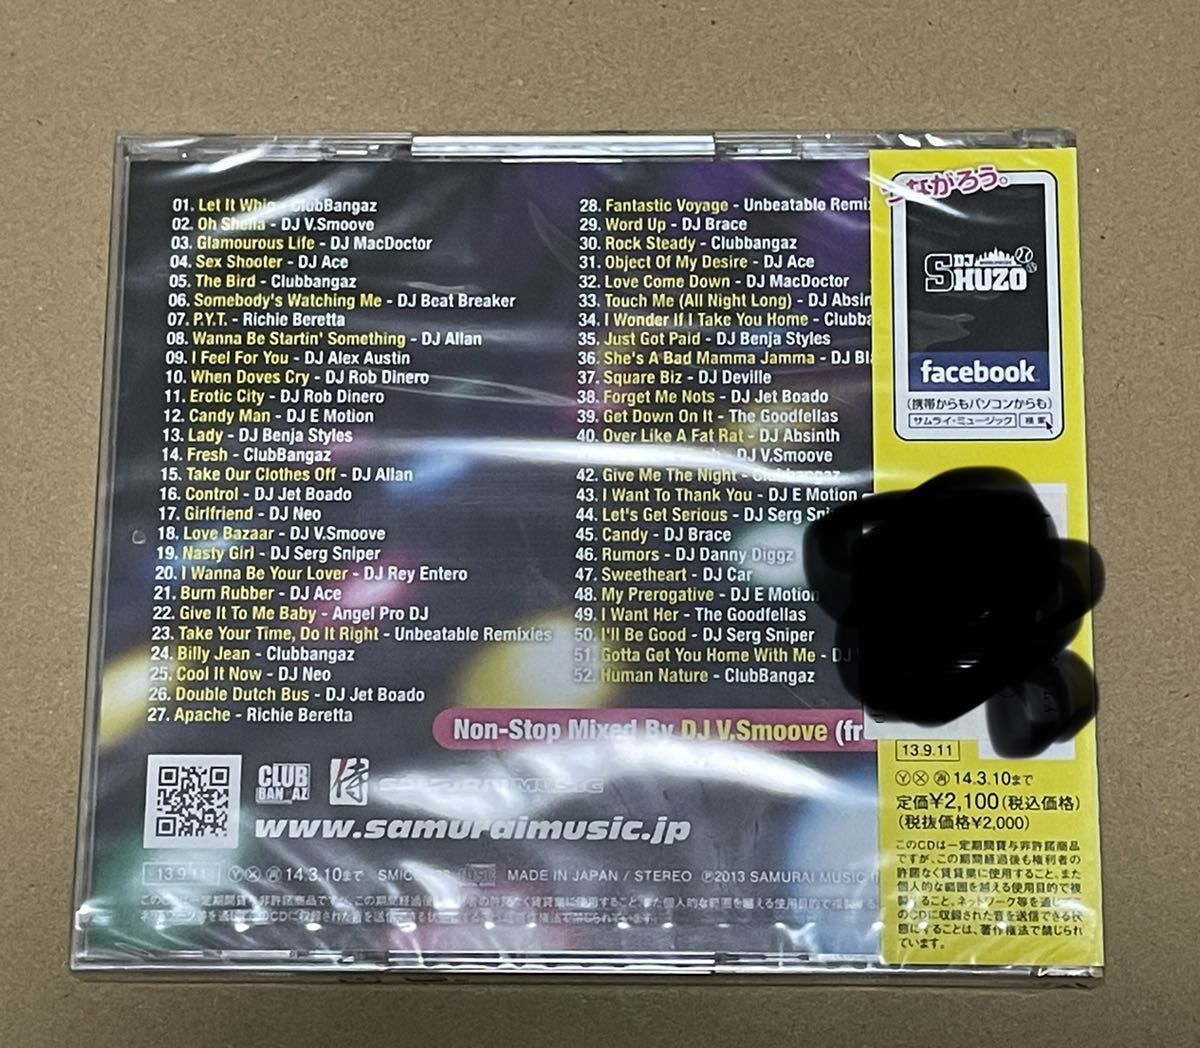 01. Let It Whip - ClubBangaz
02. Oh Sheila - DJ V.Smoove
03. Glamourous Life - DJ MacDoctor
04. Sex Shooter - DJ Ace
05. The Bird - Clubbangaz
06. Somebody's Watching Me - DJ Beat Breaker
07. P.Y.T. - Richie Beretta
08. Wanna Be Startin' Something - DJ Allan
09. I Feel For You - DJ Alex Austin
10. When Doves Cry - DJ Rob Dinero
11. Erotic City - DJ Rob Dinero
12. Candy Man - DJ E Motion
13. Lady - DJ Benja Styles
14. Fresh - ClubBangaz
15. Take Our Clothes Off - DJ Allan
16. Control - DJ Jet Boado
17. Girlfriend - DJ Neo
18. Love Bazaar - DJ V.Smoove
19. Nasty Girl - DJ Serg Sniper
20. I Wanna Be Your Lover - DJ Rey Entero
21. Burn Rubber - DJ Ace
22. Give It To Me Baby - Angel Pro DJ
23. Take Your Time, Do It Right - Unbeatable Remixies
24. Billy Jean - Clubbangaz
25. Cool It Now - DJ Neo
26. Double Dutch Bus - DJ Jet Boado
27. Apache - Richie Beretta
28. Fantastic Voyage - Unbeatable Remix
29. Word Up - DJ Brace
30. Rock Steady - Clubbangaz
31. Object Of My Desire - DJ Ace
32. Love Come Down - DJ MacDoctor
33. Touch Me (All Night Long) - DJ Absin
34. I Wonder If I Take You Home - Clubba
35. Just Got Paid - DJ Benja Styles
36. She's A Bad Mamma Jamma - DJ Bl
37. Square Biz - DJ Deville
38. Forget Me Nots - DJ Jet Boado
39. Get Down On It - The Goodfellas
40. Over Like A Fat Rat - DJ Absinth
- DJ V.Smoove
42. Give Me The Night - Clubbangaz
43. I Want To Thank You - DJ E Motion -
44. Let's Get Serious - DJ Serg Sni
45. Candy - DJ Brace
46. Rumors - DJ Danny Diggz
47. Sweetheart - DJ Car
48. My Prerogative - DJ E Motion
49. I Want Her - The Goodfellas
50. I'll Be Good - DJ Serg Sniper
51. Gotta Get You Home With Me - DJ
52. Human Nature - ClubBangaz
Non-Stop Mixed By DJ V.Smoove (fr
CLUB
BAN AZ
侍
SAMURAI MUSIC
www.samuraimusic.jp
13.9.11 Ⓨ Ⓧ 14.3.10まで MADE IN JAPAN / STEREO Ⓟ2013 SAMURAI MUSIC
つながろう。
DJ
SHUZO
facebook
(携帯からもパソコンからも)
サムライ・ミュージック 検索
13.9.11
Ⓨ Ⓧ ㊂ 14.3.10まで
定価¥2,100(税込価格)
(税抜価格¥2,000)
このCDは一定期間貸与非許諾商品
ですが、この期間経過後も権利者の
許諾なく賃貸業に使用すること、また
個人的な範囲を越える使用目的で複
製すること、ネットワーク等を通じてこ
のCDに収録された音を送信できる状
態にすることは、著作権法で禁じられ
ています。